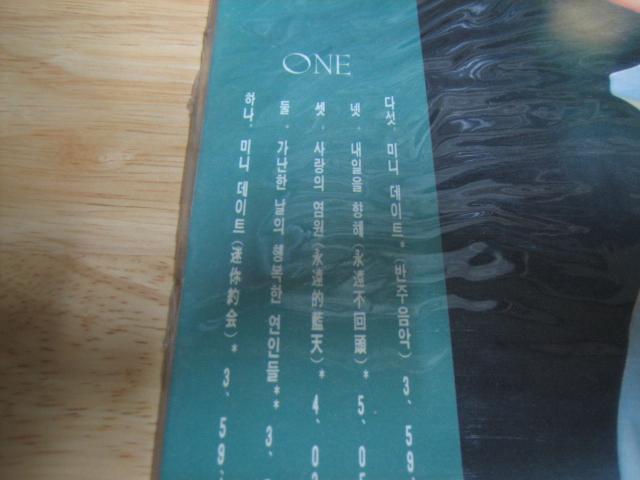 ONE
하나. 미니 데이트(迷你約会)* 3、59
둘. 가난한 날의 행복한 연인들** 3、
셋. 사랑의 염원(永遠的藍天)* 4、03
넷. 내일을 향해(永遠不回頭)* 5、05
다섯. 미니 데이트*(반주음악) 3、59